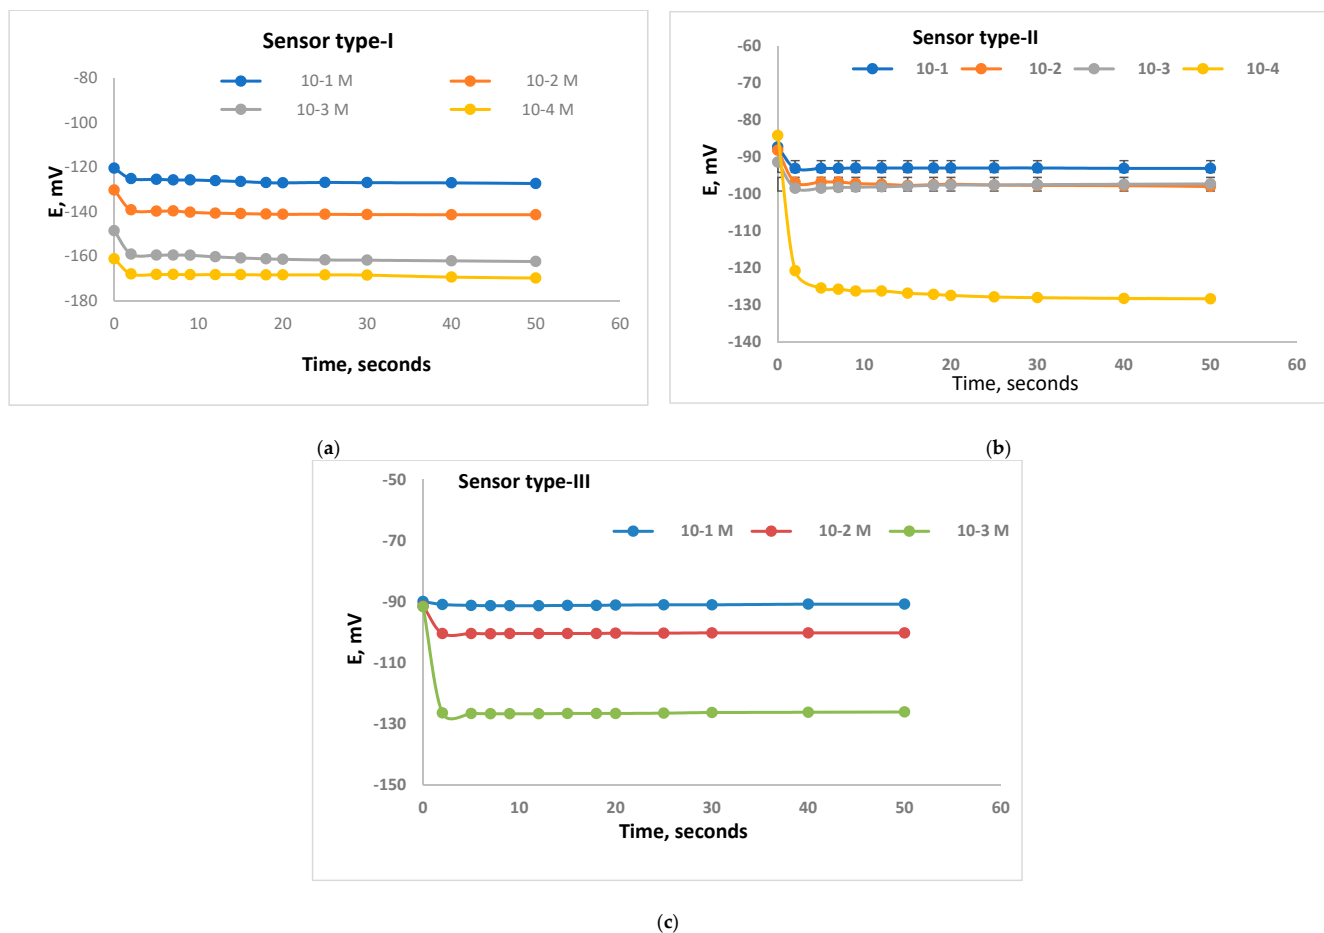 Sensor type-I
10-1 M 10-2 M
10-3 M 10-4 M
-80
-100
-120
-140
-160
-180
E, mV
0 10 20 30 40 50 60
Time, seconds
(a)
Sensor type-II
10-1 10-2 10-3 10-4
-60
-70
-80
-90
-100
-110
-120
-130
-140
E, mV
0 10 20 30 40 50 60
Time, seconds
(b)
Sensor type-III
10-1 M 10-2 M 10-3 M
-50
-70
-90
-110
-130
-150
E, mV
0 10 20 30 40 50 60
Time, seconds
(c)